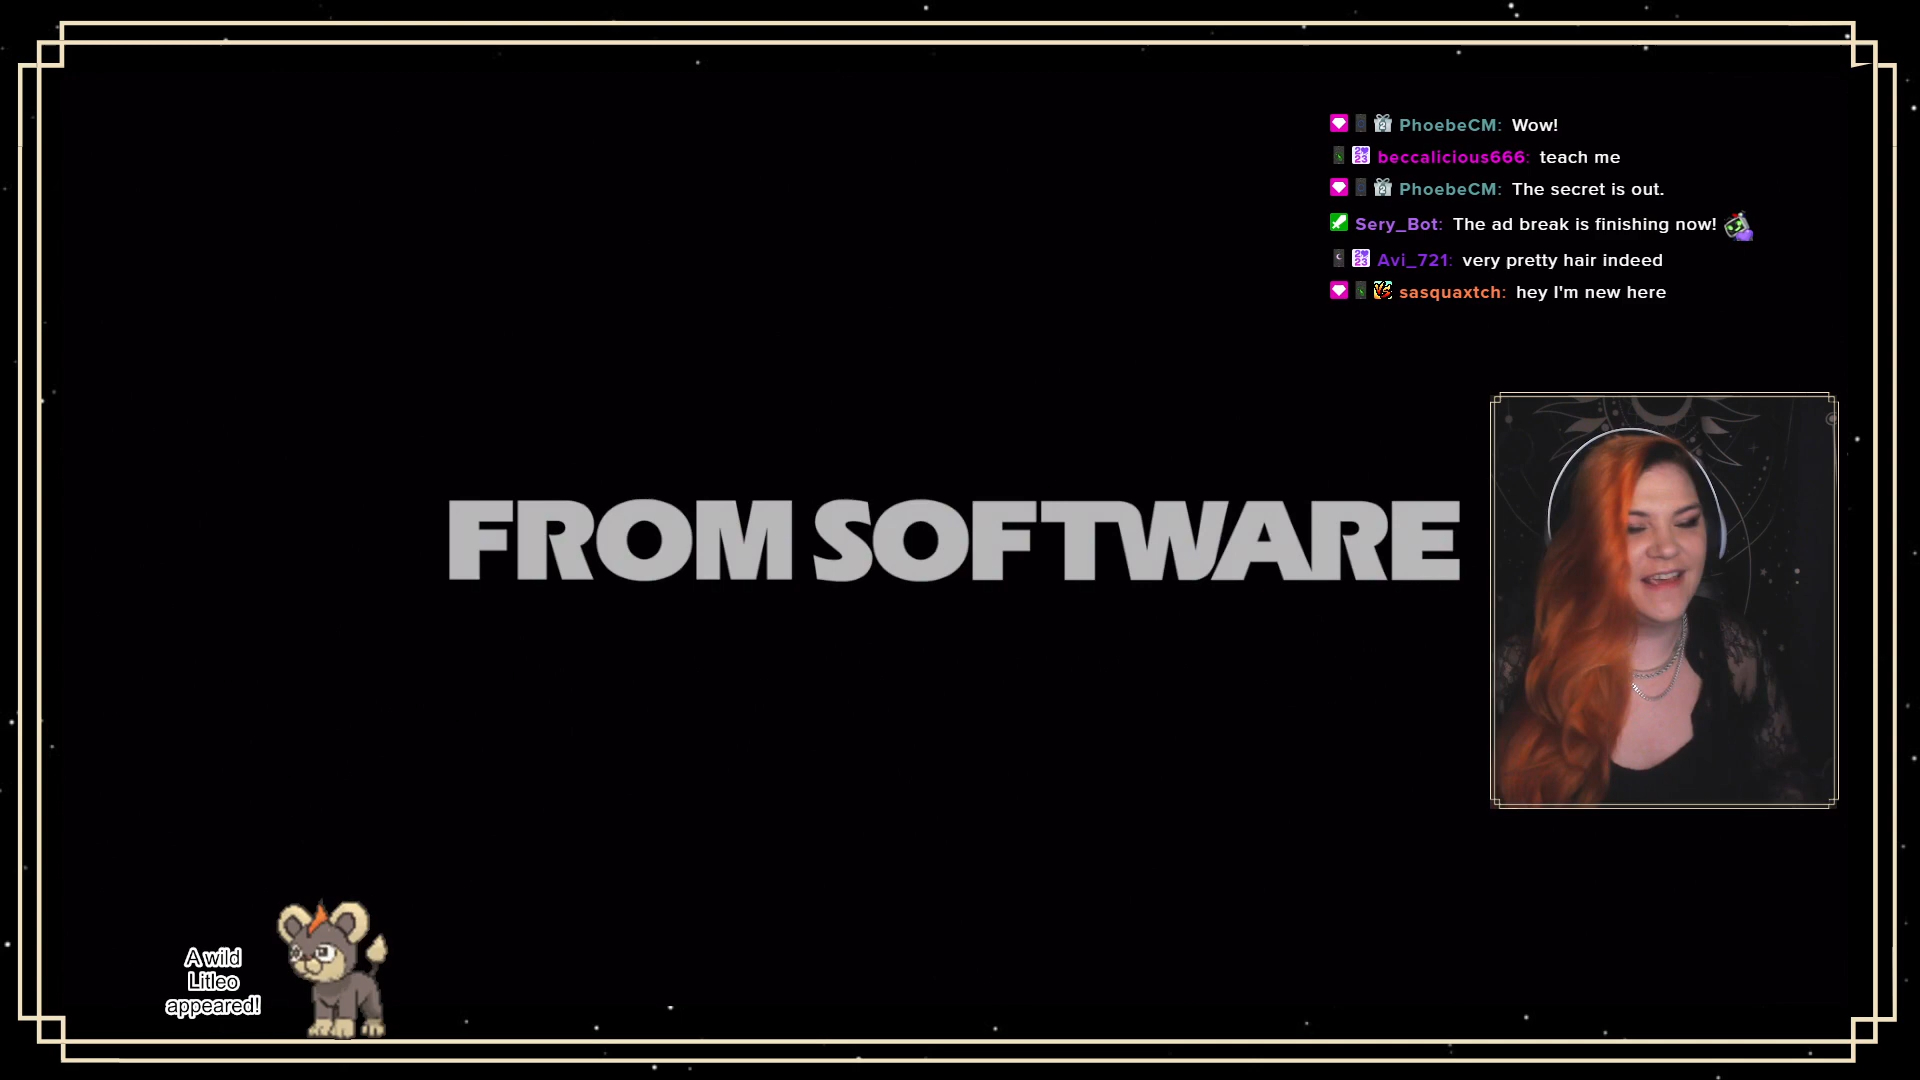 PhoebeCM: Wow!
beccalicious666: teach me
PhoebeCM: The secret is out.
Sery_Bot: The ad break is finishing now!
Avi_721: very pretty hair indeed
sasquaxtch: hey I'm new here
FROM SOFTWARE
A wild
Litleo
appeared!